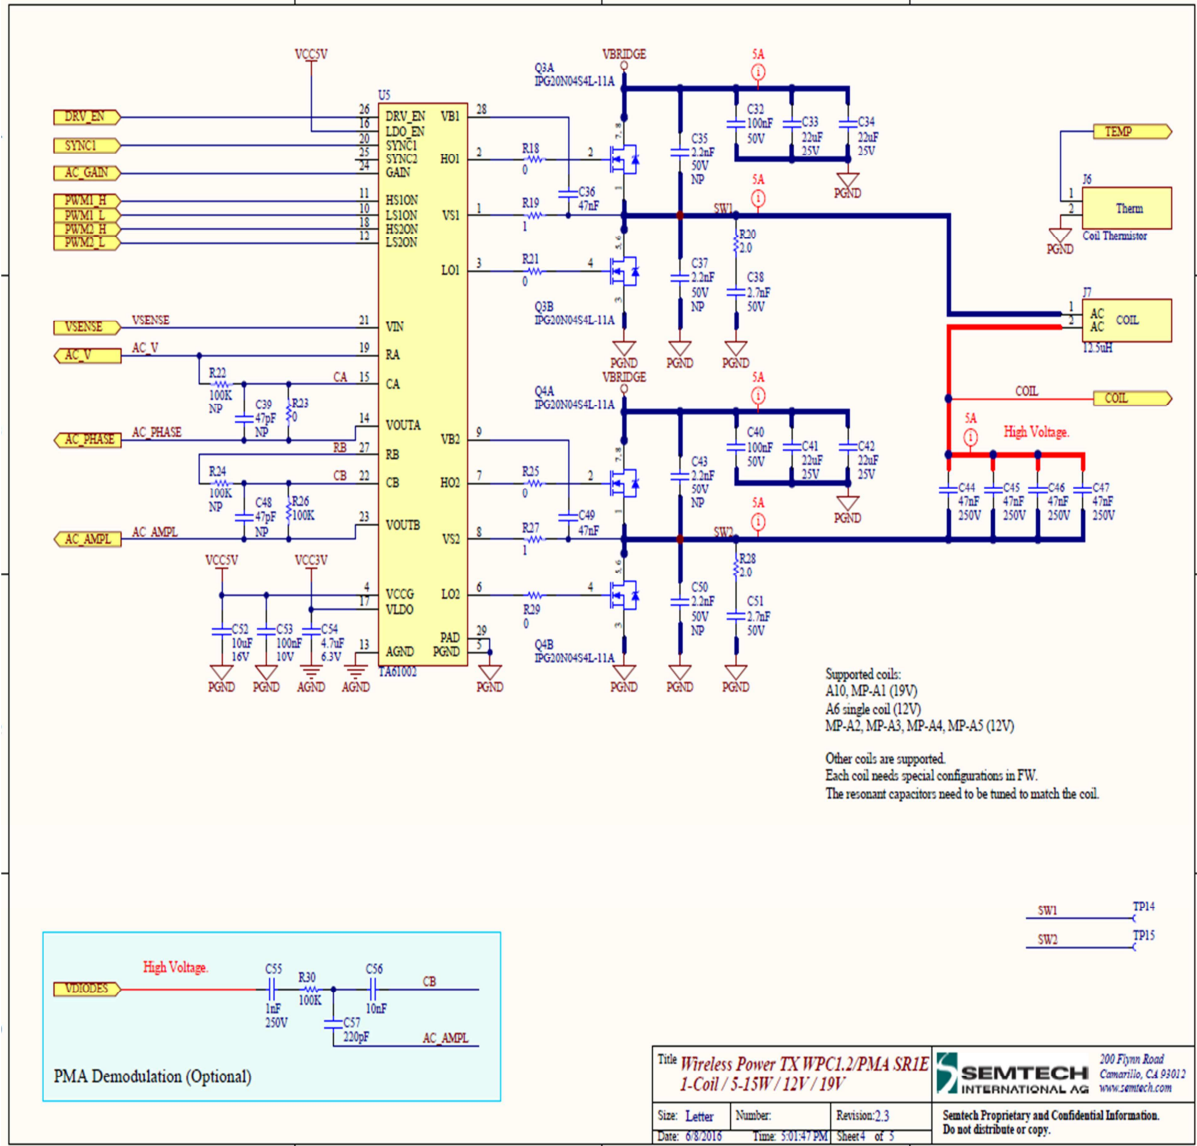 VCC5V
U5
DRV_EN
SYNC1
AC_GAIN
PWM1_H
PWM1_L
PWM2_H
PWM2_L
VSENSE VSENSE
AC_V AC_V
AC_PHASE AC_PHASE
AC_AMPL AC_AMPL
26 DRV_EN
16 LDO_EN
20 SYNC1
25 SYNC2
24 GAIN
11 HS1ON
10 LS1ON
18 HS2ON
12 LS2ON
21 VIN
19 RA
CA 15 CA
14 VOUTA
RB 27 RB
CB 22 CB
23 VOUTB
4 VCCG
17 VLDO
13 AGND
VB1 28
HO1 2
VS1 1
LO1 3
VB2 9
HO2 7
VS2 8
LO2 6
PAD 29
PGND 5
TA61002
R22
100K
NP
C39
47pF
NP
R23
0
R24
100K
NP
C48
47pF
NP
R26
100K
VCC5V
VCC3V
C52
10uF
16V
C53
100nF
10V
C54
4.7uF
6.3V
PGND
PGND
AGND
AGND
PGND
Q3A
IPG20N04S4L-11A
VBRIDGE
5A
R18
0
2
7, 8
1
R19
1
C36
47nF
R21
0
4
5, 6
3
Q3B
IPG20N04S4L-11A
C35
2.2nF
50V
NP
C32
100nF
50V
C33
22uF
25V
C34
22uF
25V
PGND
5A
SW1
R20
2.0
C37
2.2nF
50V
NP
C38
2.7nF
50V
PGND
PGND
PGND
VBRIDGE
Q4A
IPG20N04S4L-11A
5A
R25
0
2
7, 8
1
R27
1
C49
47nF
R29
0
4
5, 6
3
Q4B
IPG20N04S4L-11A
C43
2.2nF
50V
NP
C40
100nF
50V
C41
22uF
25V
C42
22uF
25V
PGND
5A
SW2
R28
2.0
C50
2.2nF
50V
NP
C51
2.7nF
50V
PGND
PGND
PGND
TEMP
J6
1
2
Therm
Coil Thermistor
PGND
J7
1 AC
2 AC
COIL
12.5uH
COIL COIL
5A
High Voltage.
C44
47nF
250V
C45
47nF
250V
C46
47nF
250V
C47
47nF
250V
Supported coils:
A10, MP-A1 (19V)
A6 single coil (12V)
MP-A2, MP-A3, MP-A4, MP-A5 (12V)
Other coils are supported.
Each coil needs special configurations in FW.
The resonant capacitors need to be tuned to match the coil.
SW1 TP14
SW2 TP15
VDIODES
High Voltage.
C55
1nF
250V
R30
100K
C56
10nF
CB
C57
220pF
AC_AMPL
PMA Demodulation (Optional)
Title Wireless Power TX WPC1.2/PMA SR1E
1-Coil / 5-15W / 12V / 19V
SEMTECH
INTERNATIONAL AG
200 Flynn Road
Camarillo, CA 93012
www.semtech.com
Size: Letter Number: Revision:2.3
Date: 6/8/2016 Time: 5:01:47 PM Sheet4 of 5
Semtech Proprietary and Confidential Information.
Do not distribute or copy.